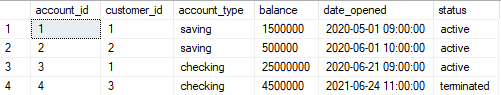 account_id customer_id account_type balance date_opened status
1 1 1 saving 1500000 2020-05-01 09:00:00 active
2 2 2 saving 500000 2020-06-01 10:00:00 active
3 3 1 checking 25000000 2020-06-21 09:00:00 active
4 4 3 checking 4500000 2021-06-24 11:00:00 teminated